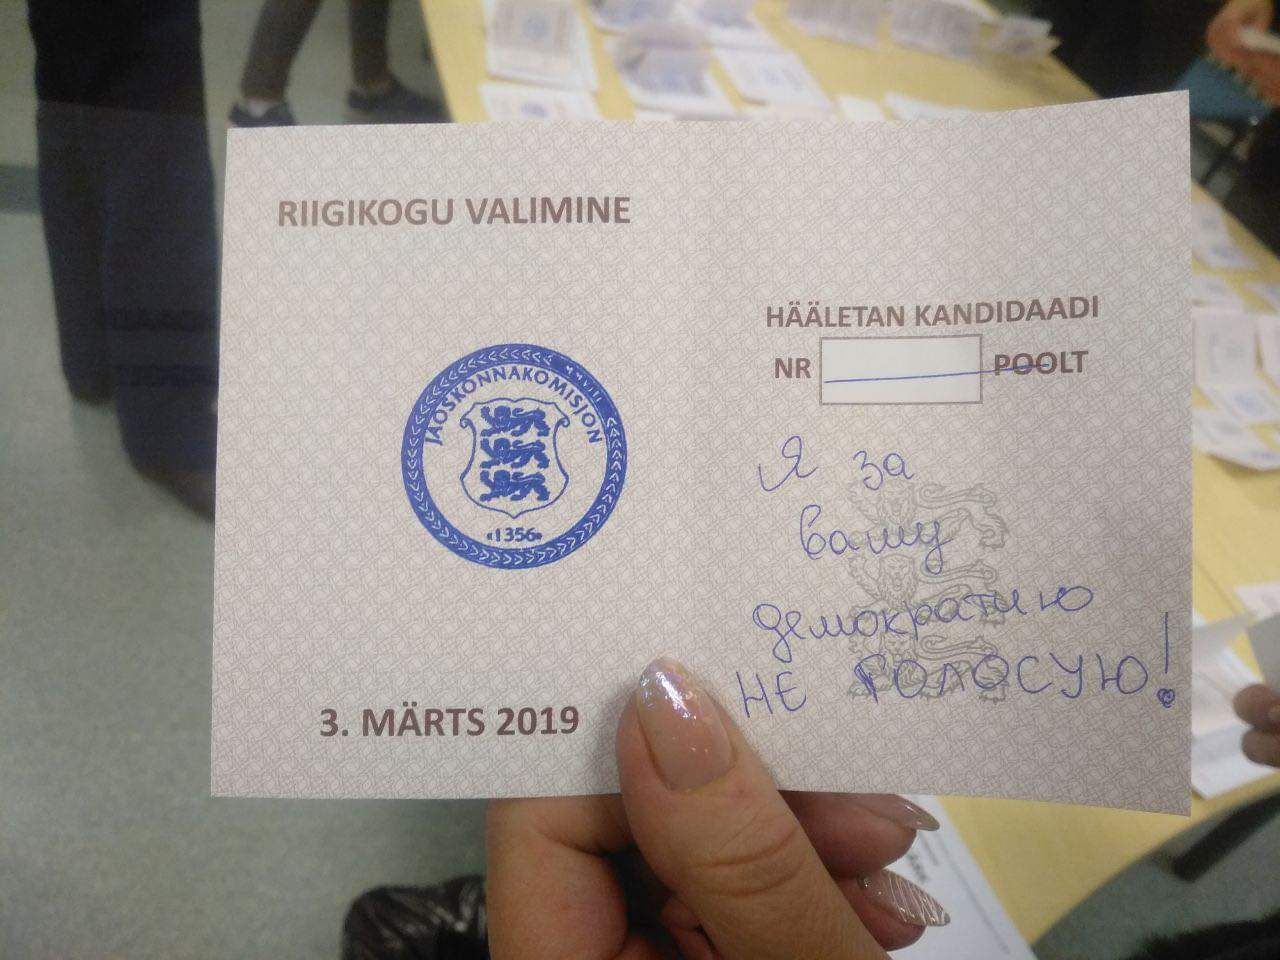 RIIGIKOGU VALIMINE
JAOSKONNAKOMISJON
•1356•
3. MÄRTS 2019
HÄÄLETAN KANDIDAADI
NR POOLT
Я за
вашу
демократию
НЕ ГОЛОСУЮ!